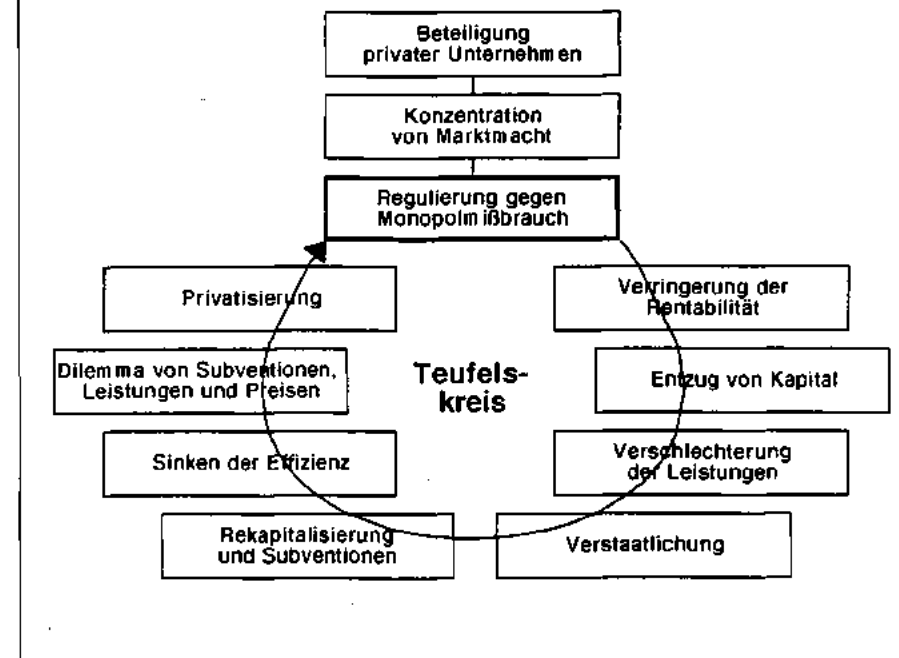 Beteiligung
privater Unternehmen
Konzentration
von Marktmacht
Regulierung gegen
Monopolmißbrauch
Privatisierung
Verringerung der
Rentabilität
Dilemma von Subventionen,
Leistungen und Preisen
Teufels-
kreis
Entzug von Kapital
Sinken der Effizienz
Verschlechterung
der Leistungen
Rekapitalisierung
und Subventionen
Verstaatlichung